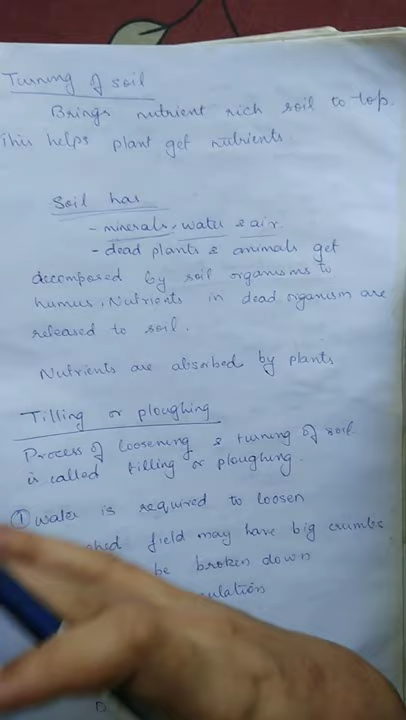 Turning of soil
Brings nutrient rich soil to top.
This helps plant get nutrients.
Soil has
- minerals, water & air
- dead plants & animals get
decomposed by soil organisms to
humus. Nutrients in dead organism are
released to soil.
Nutrients are absorbed by plants
Tilling or ploughing
Process of loosening & turning of soil
is called tilling or ploughing.
① Water is required to loosen
field may have big crumbs
be broken down
D